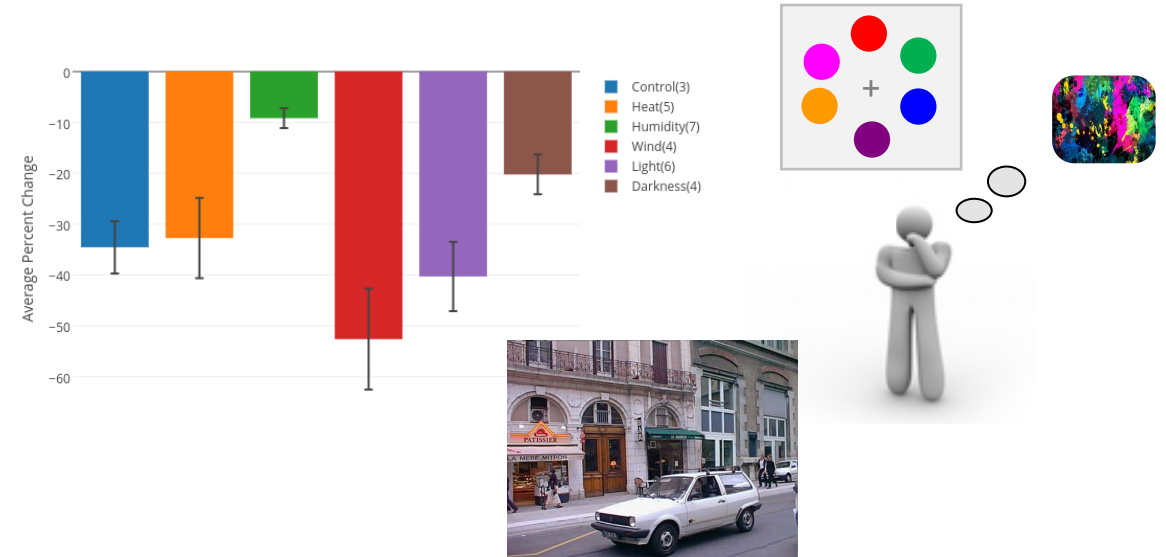 Average Percent Change
0
−10
−20
−30
−40
−50
−60
Control(3)
Heat(5)
Humidity(7)
Wind(4)
Light(6)
Darkness(4)
PATISSIER
LA MERE MITRON